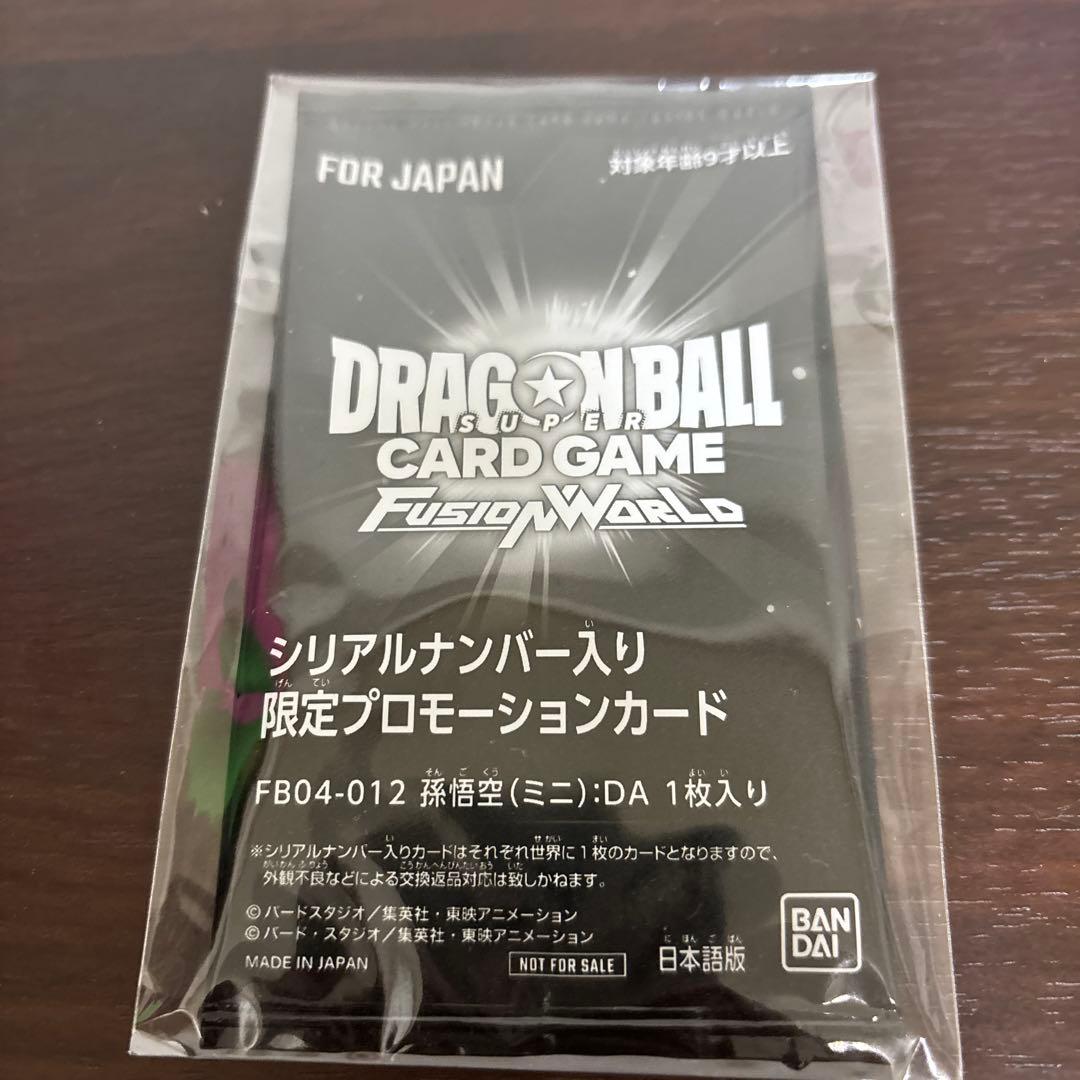 FOR JAPAN
対象年齢9才以上
DRAGON BALL
SUPER
CARD GAME
FUSION WORLD
シリアルナンバー入り
限定プロモーションカード
FB04-012 孫悟空(ミニ):DA 1枚入り
※シリアルナンバー入りカードはそれぞれ世界に1枚のカードとなりますので、
外観不良などによる交換返品対応は致しかねます。
©バードスタジオ/集英社・東映アニメーション
©バード・スタジオ/集英社・東映アニメーション
MADE IN JAPAN
NOT FOR SALE
日本語版
BAN
DAI